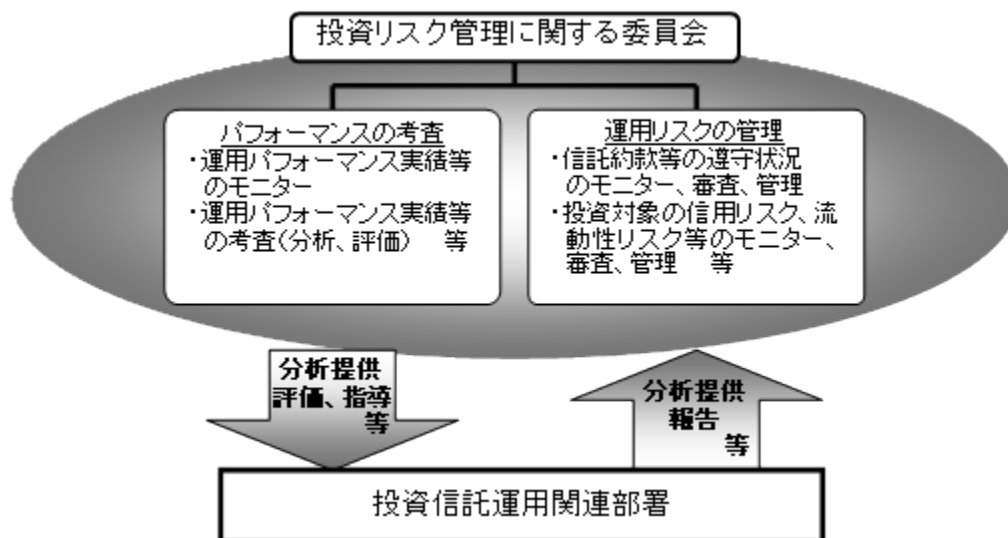 投資リスク管理に関する委員会
パフォーマンスの考査
・運用パフォーマンス実績等
のモニター
・運用パフォーマンス実績等
の考査(分析、評価)　等
運用リスクの管理
・信託約款等の遵守状況
のモニター、審査、管理
・投資対象の信用リスク、流
動性リスク等のモニター、
審査、管理　等
分析提供
評価、指導
等
分析提供
報告
等
投資信託運用関連部署